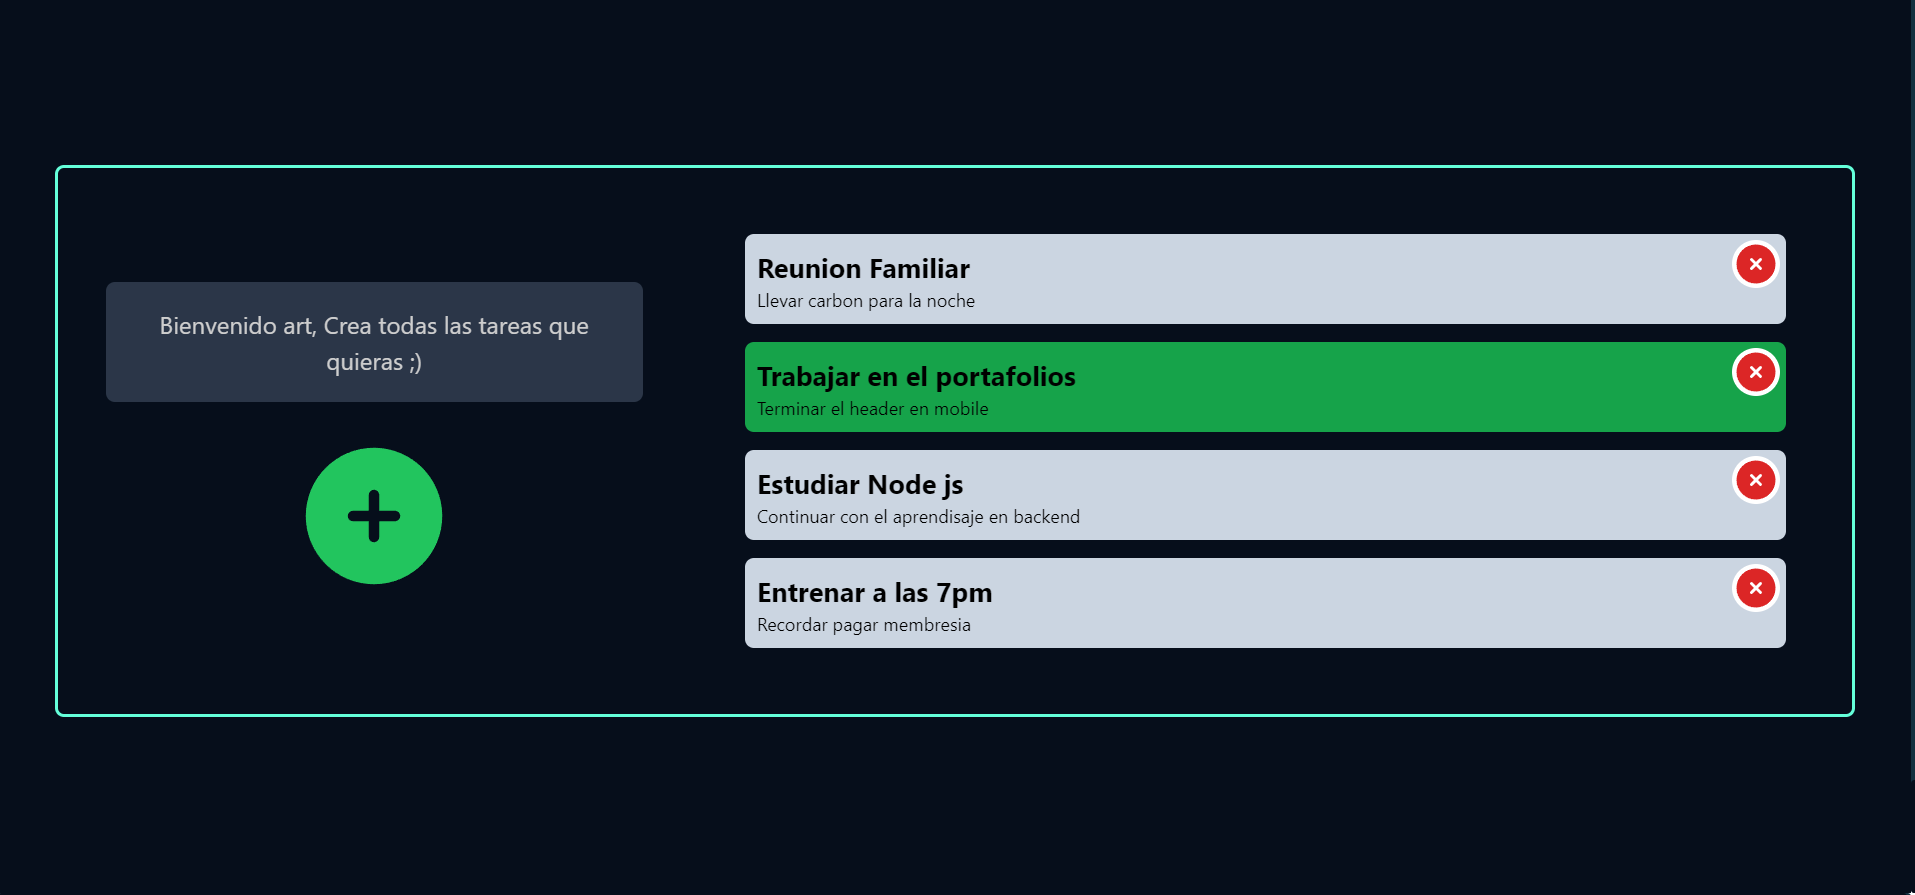 Bienvenido art, Crea todas las tareas que
quieras ;)
Reunion Familiar
Llevar carbon para la noche
Trabajar en el portafolios
Terminar el header en mobile
Estudiar Node js
Continuar con el aprendisaje en backend
Entrenar a las 7pm
Recordar pagar membresia